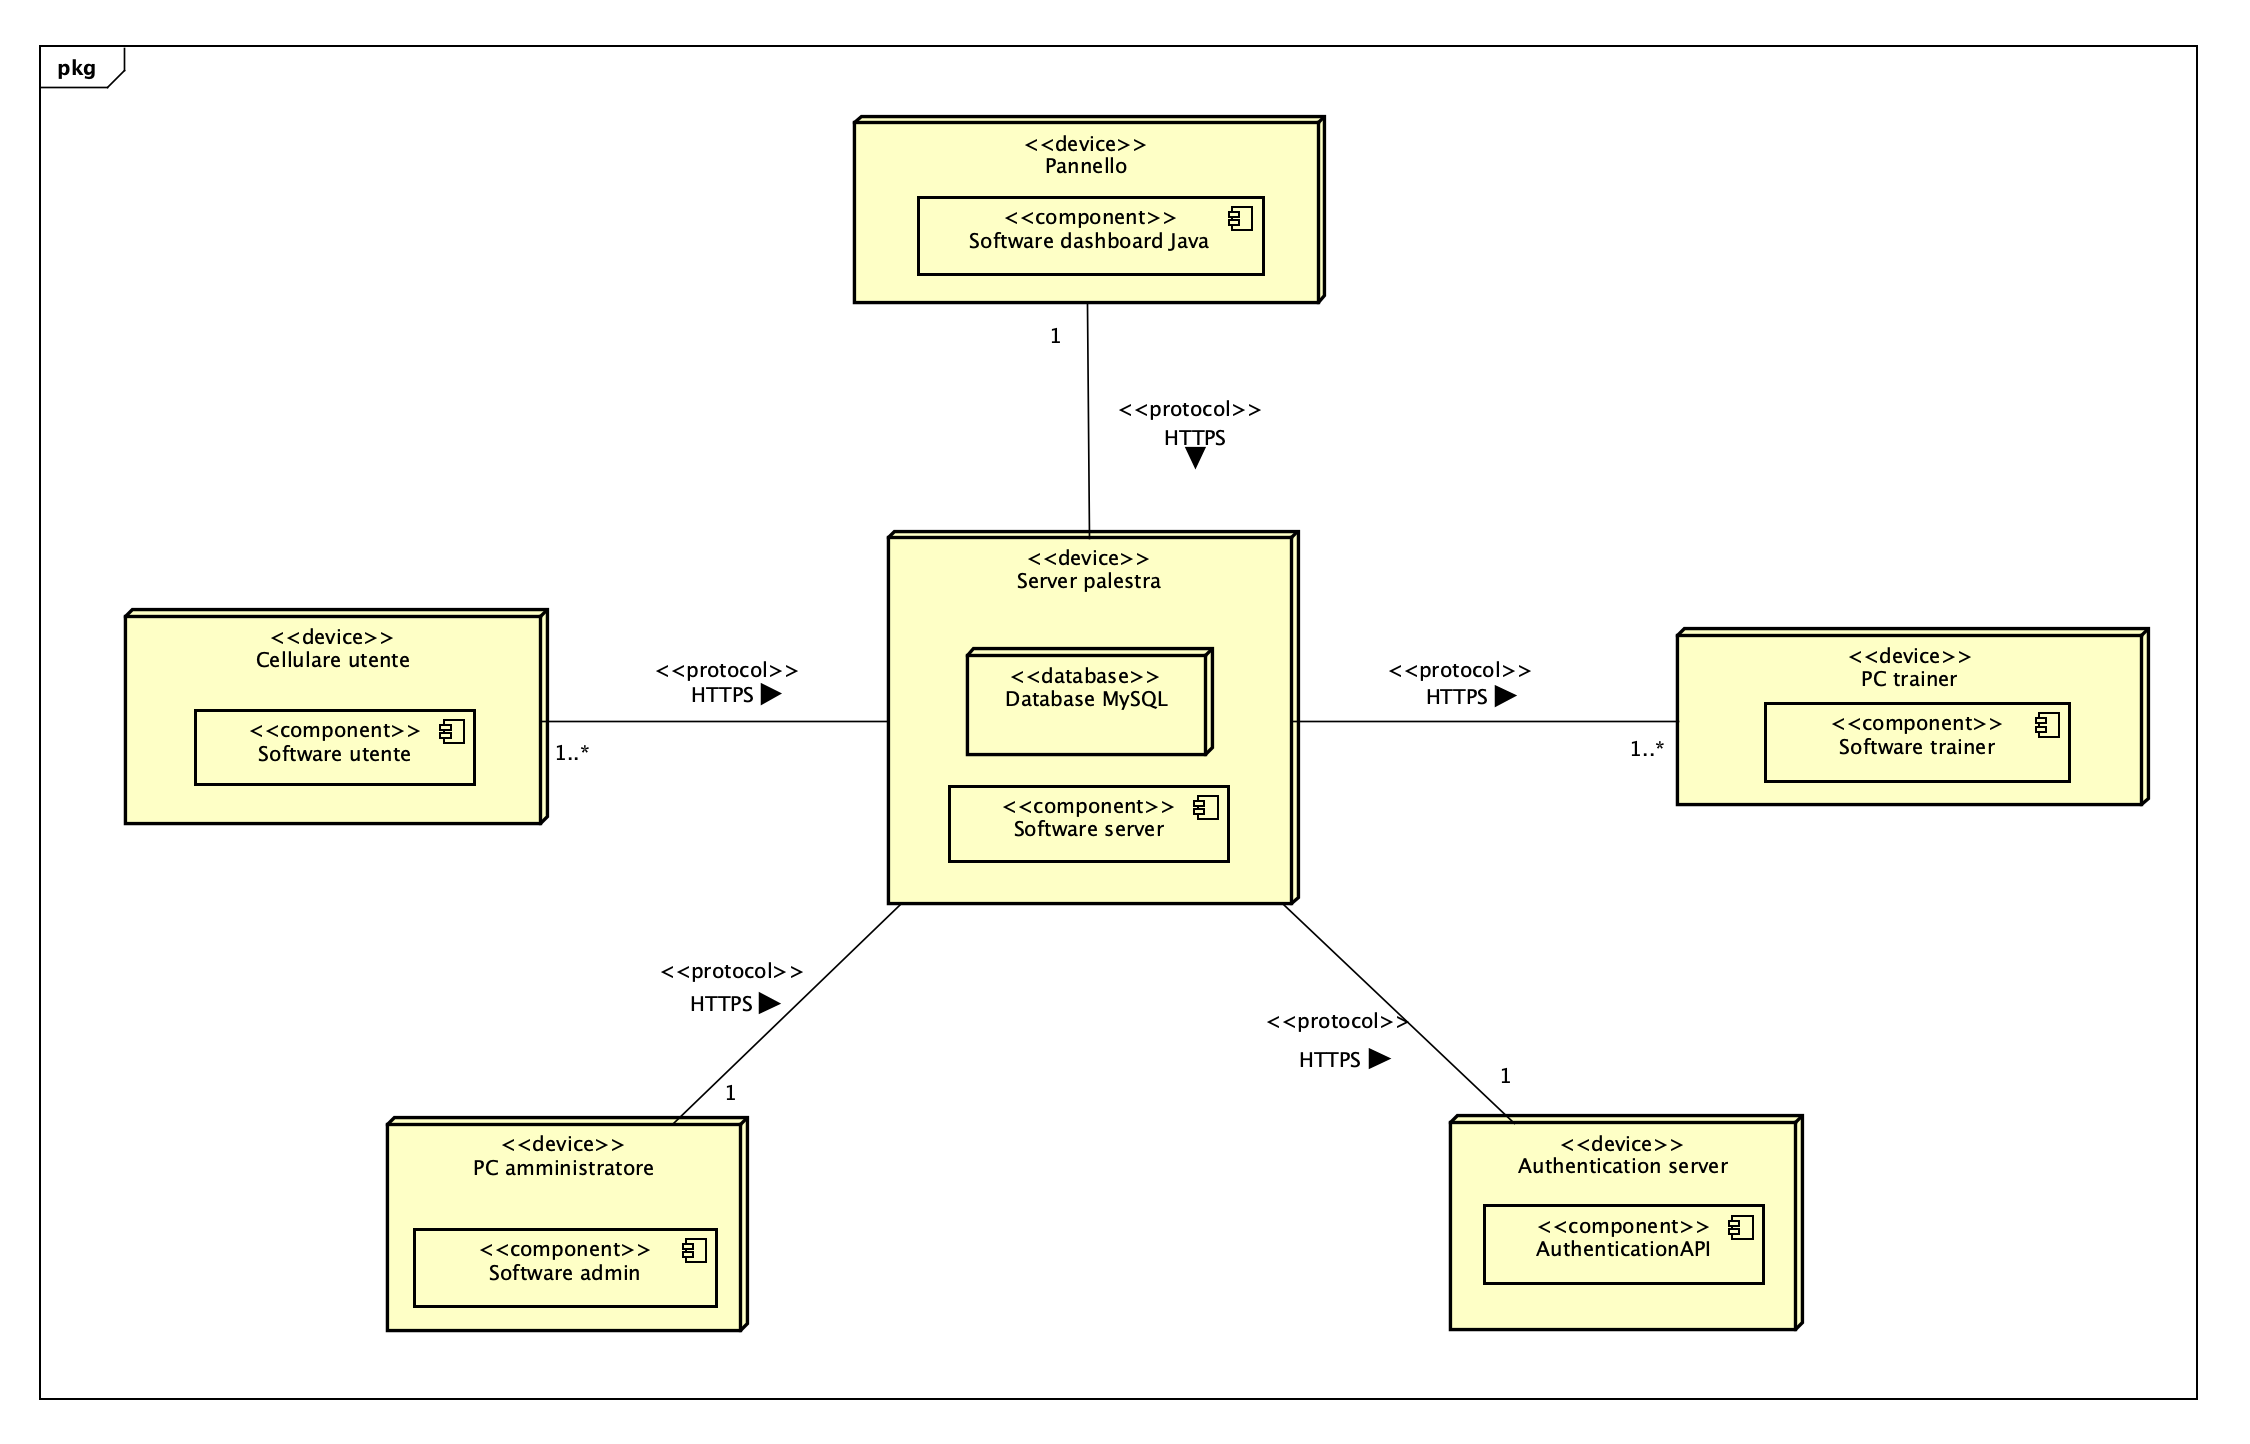 pkg
<<device>>
Pannello
<<component>>
Software dashboard Java
1
<<protocol>>
HTTPS
<<device>>
Server palestra
<<database>>
Database MySQL
<<component>>
Software server
<<device>>
Cellulare utente
<<component>>
Software utente
<<protocol>>
HTTPS
1..*
<<protocol>>
HTTPS
1..*
<<device>>
PC trainer
<<component>>
Software trainer
<<protocol>>
HTTPS
1
<<device>>
PC amministratore
<<component>>
Software admin
<<protocol>>
HTTPS
1
<<device>>
Authentication server
<<component>>
AuthenticationAPI